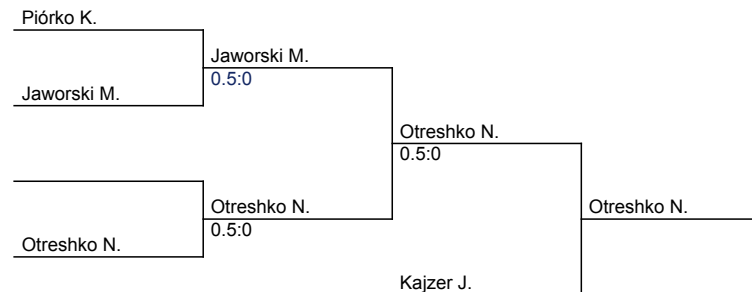 Piórko K.
Jaworski M.
0.5:0
Jaworski M.
Otreshko N.
0.5:0
Otreshko N.
0.5:0
Otreshko N.
Otreshko N.
Kajzer J.